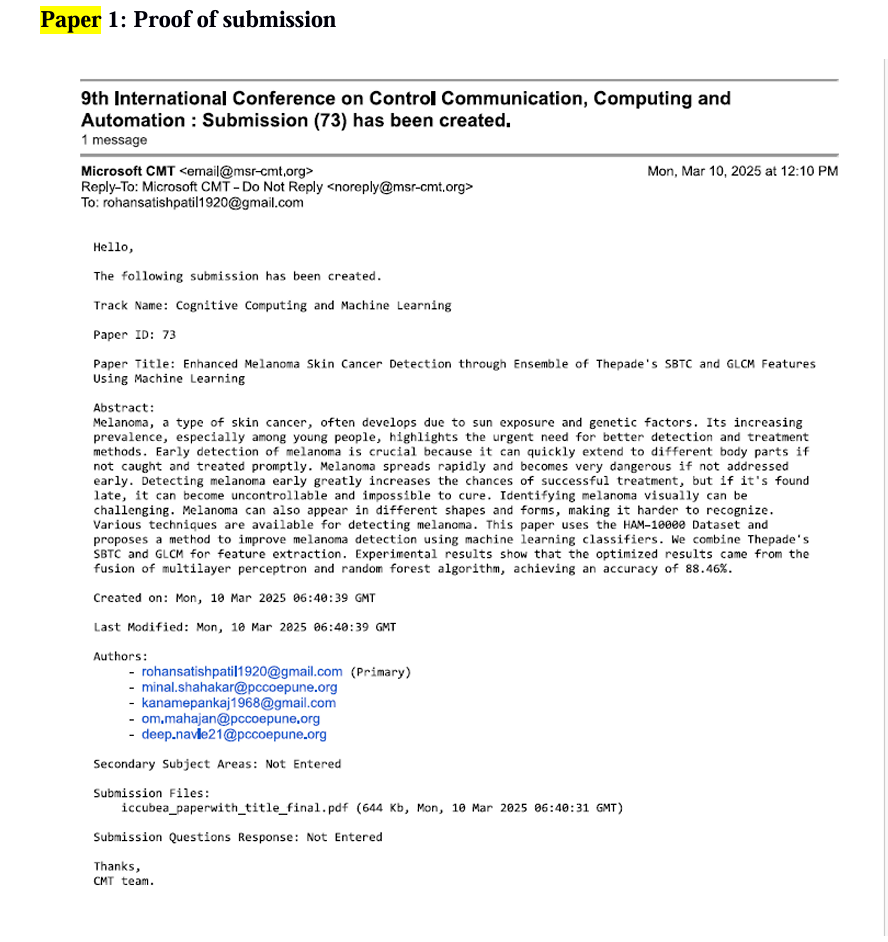 Paper 1: Proof of submission
9th International Conference on Control Communication, Computing and
Automation : Submission (73) has been created.
1 message
Microsoft CMT <email@msr-cmt.org> Mon, Mar 10, 2025 at 12:10 PM
Reply-To: Microsoft CMT - Do Not Reply <noreply@msr-cmt.org>
To: rohansatishpatil1920@gmail.com
Hello,
The following submission has been created.
Track Name: Cognitive Computing and Machine Learning
Paper ID: 73
Paper Title: Enhanced Melanoma Skin Cancer Detection through Ensemble of Thepade's SBTC and GLCM Features
Using Machine Learning
Abstract:
Melanoma, a type of skin cancer, often develops due to sun exposure and genetic factors. Its increasing
prevalence, especially among young people, highlights the urgent need for better detection and treatment
methods. Early detection of melanoma is crucial because it can quickly extend to different body parts if
not caught and treated promptly. Melanoma spreads rapidly and becomes very dangerous if not addressed
early. Detecting melanoma early greatly increases the chances of successful treatment, but if it's found
late, it can become uncontrollable and impossible to cure. Identifying melanoma visually can be
challenging. Melanoma can also appear in different shapes and forms, making it harder to recognize.
Various techniques are available for detecting melanoma. This paper uses the HAM-10000 Dataset and
proposes a method to improve melanoma detection using machine learning classifiers. We combine Thepade's
SBTC and GLCM for feature extraction. Experimental results show that the optimized results came from the
fusion of multilayer perceptron and random forest algorithm, achieving an accuracy of 88.46%.
Created on: Mon, 10 Mar 2025 06:40:39 GMT
Last Modified: Mon, 10 Mar 2025 06:40:39 GMT
Authors:
- rohansatishpatil1920@gmail.com (Primary)
- minal.shahakar@pccoepune.org
- kanamepankaj1968@gmail.com
- om.mahajan@pccoepune.org
- deep.navle21@pccoepune.org
Secondary Subject Areas: Not Entered
Submission Files:
iccubea_paperwith_title_final.pdf (644 Kb, Mon, 10 Mar 2025 06:40:31 GMT)
Submission Questions Response: Not Entered
Thanks,
CMT team.